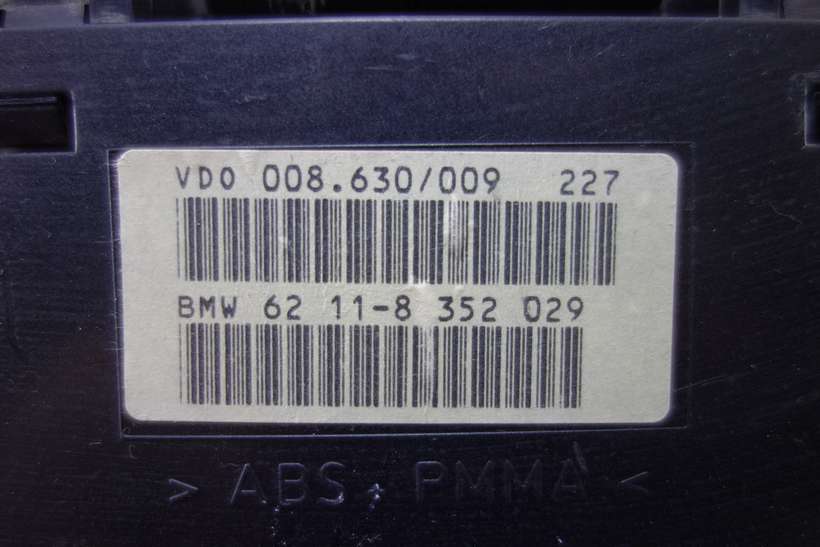 VDO 008.630/009 227
BMW 62 11-8 352 029
> ABS, PMMA <